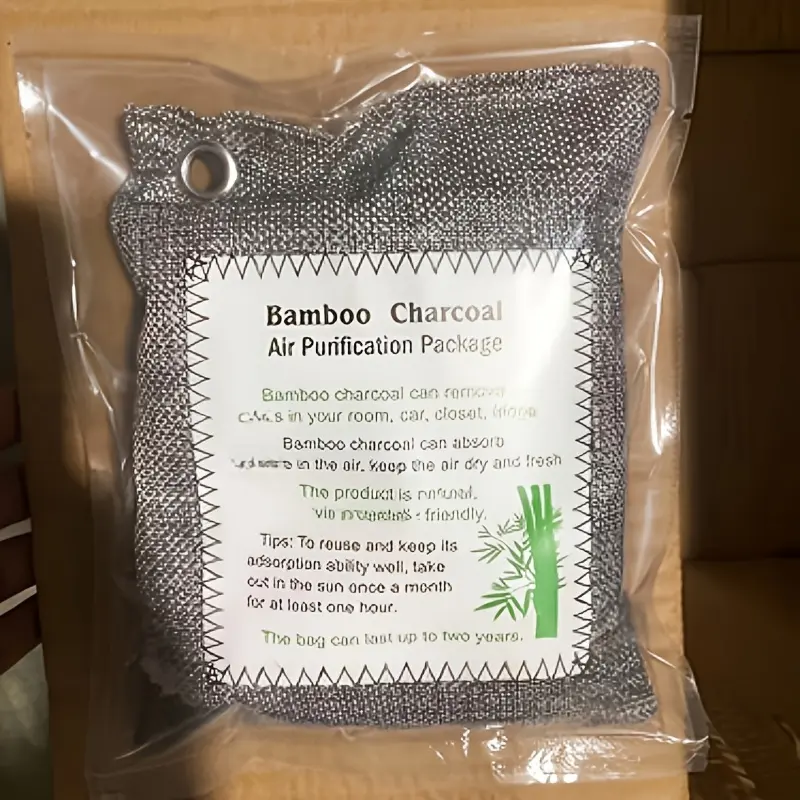 Bamboo Charcoal
Air Purification Package
Bamboo charcoal can remove
in your room, car, closet,
Bamboo charcoal can absorb
in the air, keep the air dry and fresh
The product is natural,
friendly.
Tips: To reuse and keep its
adsorption ability well, take
out in the sun once a month
for at least one hour.
The bag can last up to two years.